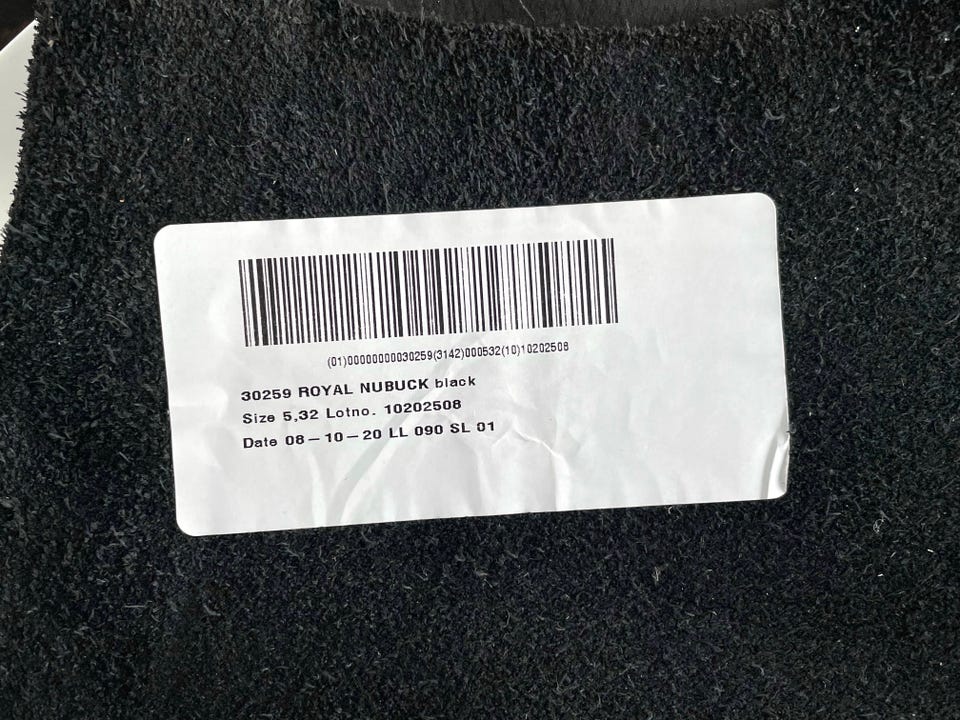 (01)00000000030259(3142)000532(10)10202508
30259 ROYAL NUBUCK black
Size 5,32 Lotno. 10202508
Date 08-10-20 LL 090 SL 01